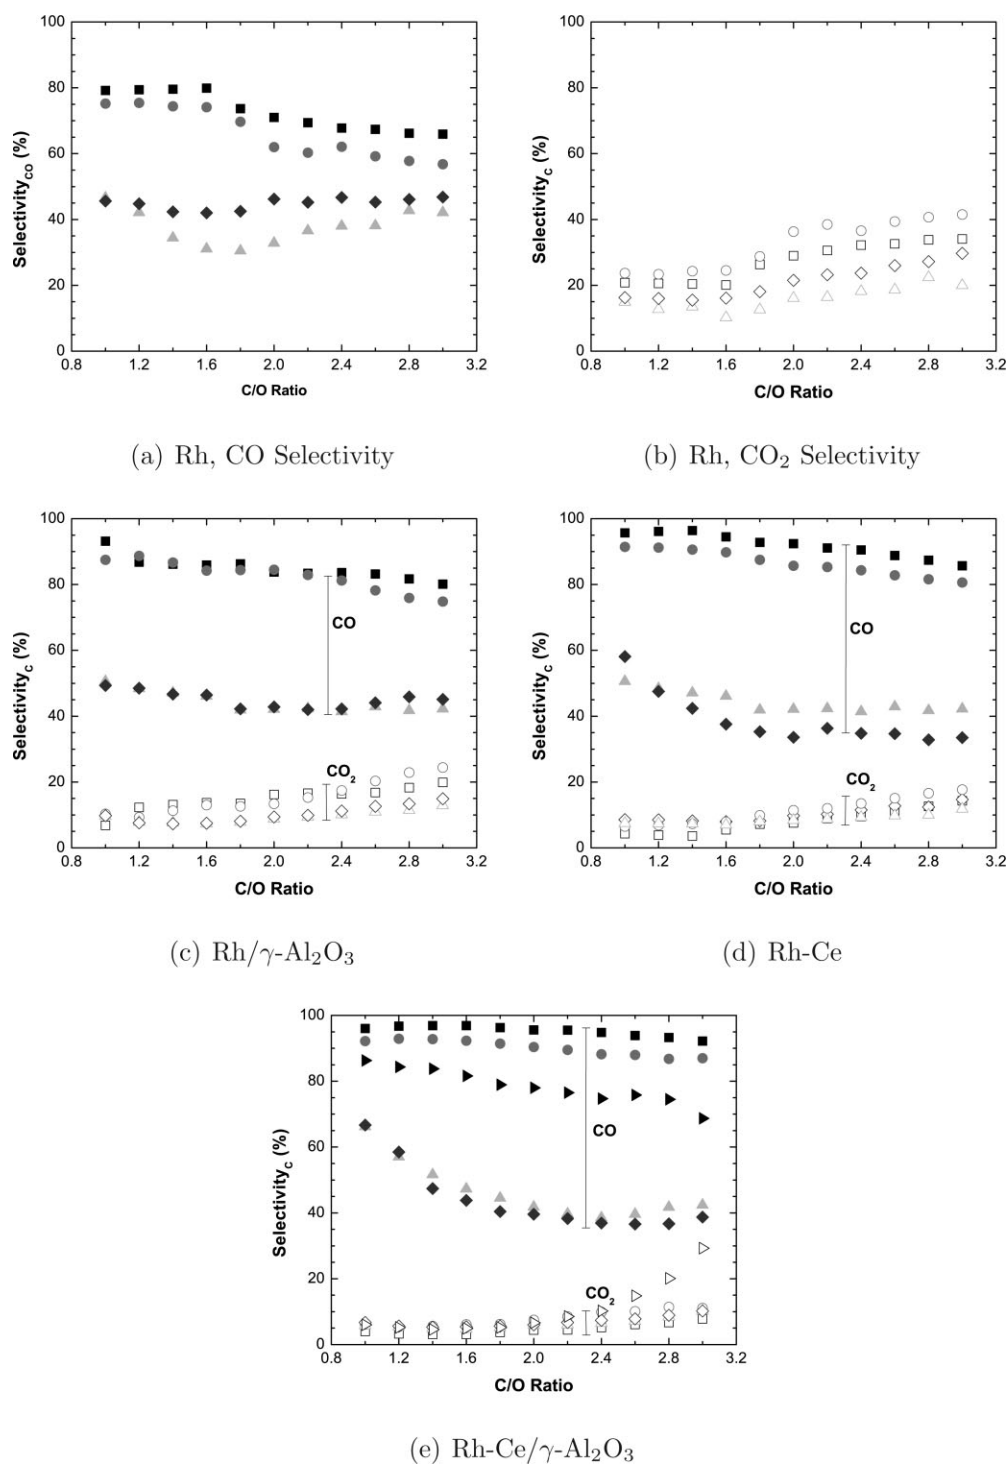 100
80
60
40
20
0
Selectivity_CO (%)
0.8 1.2 1.6 2.0 2.4 2.8 3.2
C/O Ratio
(a) Rh, CO Selectivity
100
80
60
40
20
0
Selectivity_C (%)
0.8 1.2 1.6 2.0 2.4 2.8 3.2
C/O Ratio
(b) Rh, CO₂ Selectivity
100
80
60
40
20
0
Selectivity_C (%)
CO
CO₂
0.8 1.2 1.6 2.0 2.4 2.8 3.2
C/O Ratio
(c) Rh/γ-Al₂O₃
100
80
60
40
20
0
Selectivity_C (%)
CO
CO₂
0.8 1.2 1.6 2.0 2.4 2.8 3.2
C/O Ratio
(d) Rh-Ce
100
80
60
40
20
0
Selectivity_C (%)
CO
CO₂
0.8 1.2 1.6 2.0 2.4 2.8 3.2
C/O Ratio
(e) Rh-Ce/γ-Al₂O₃